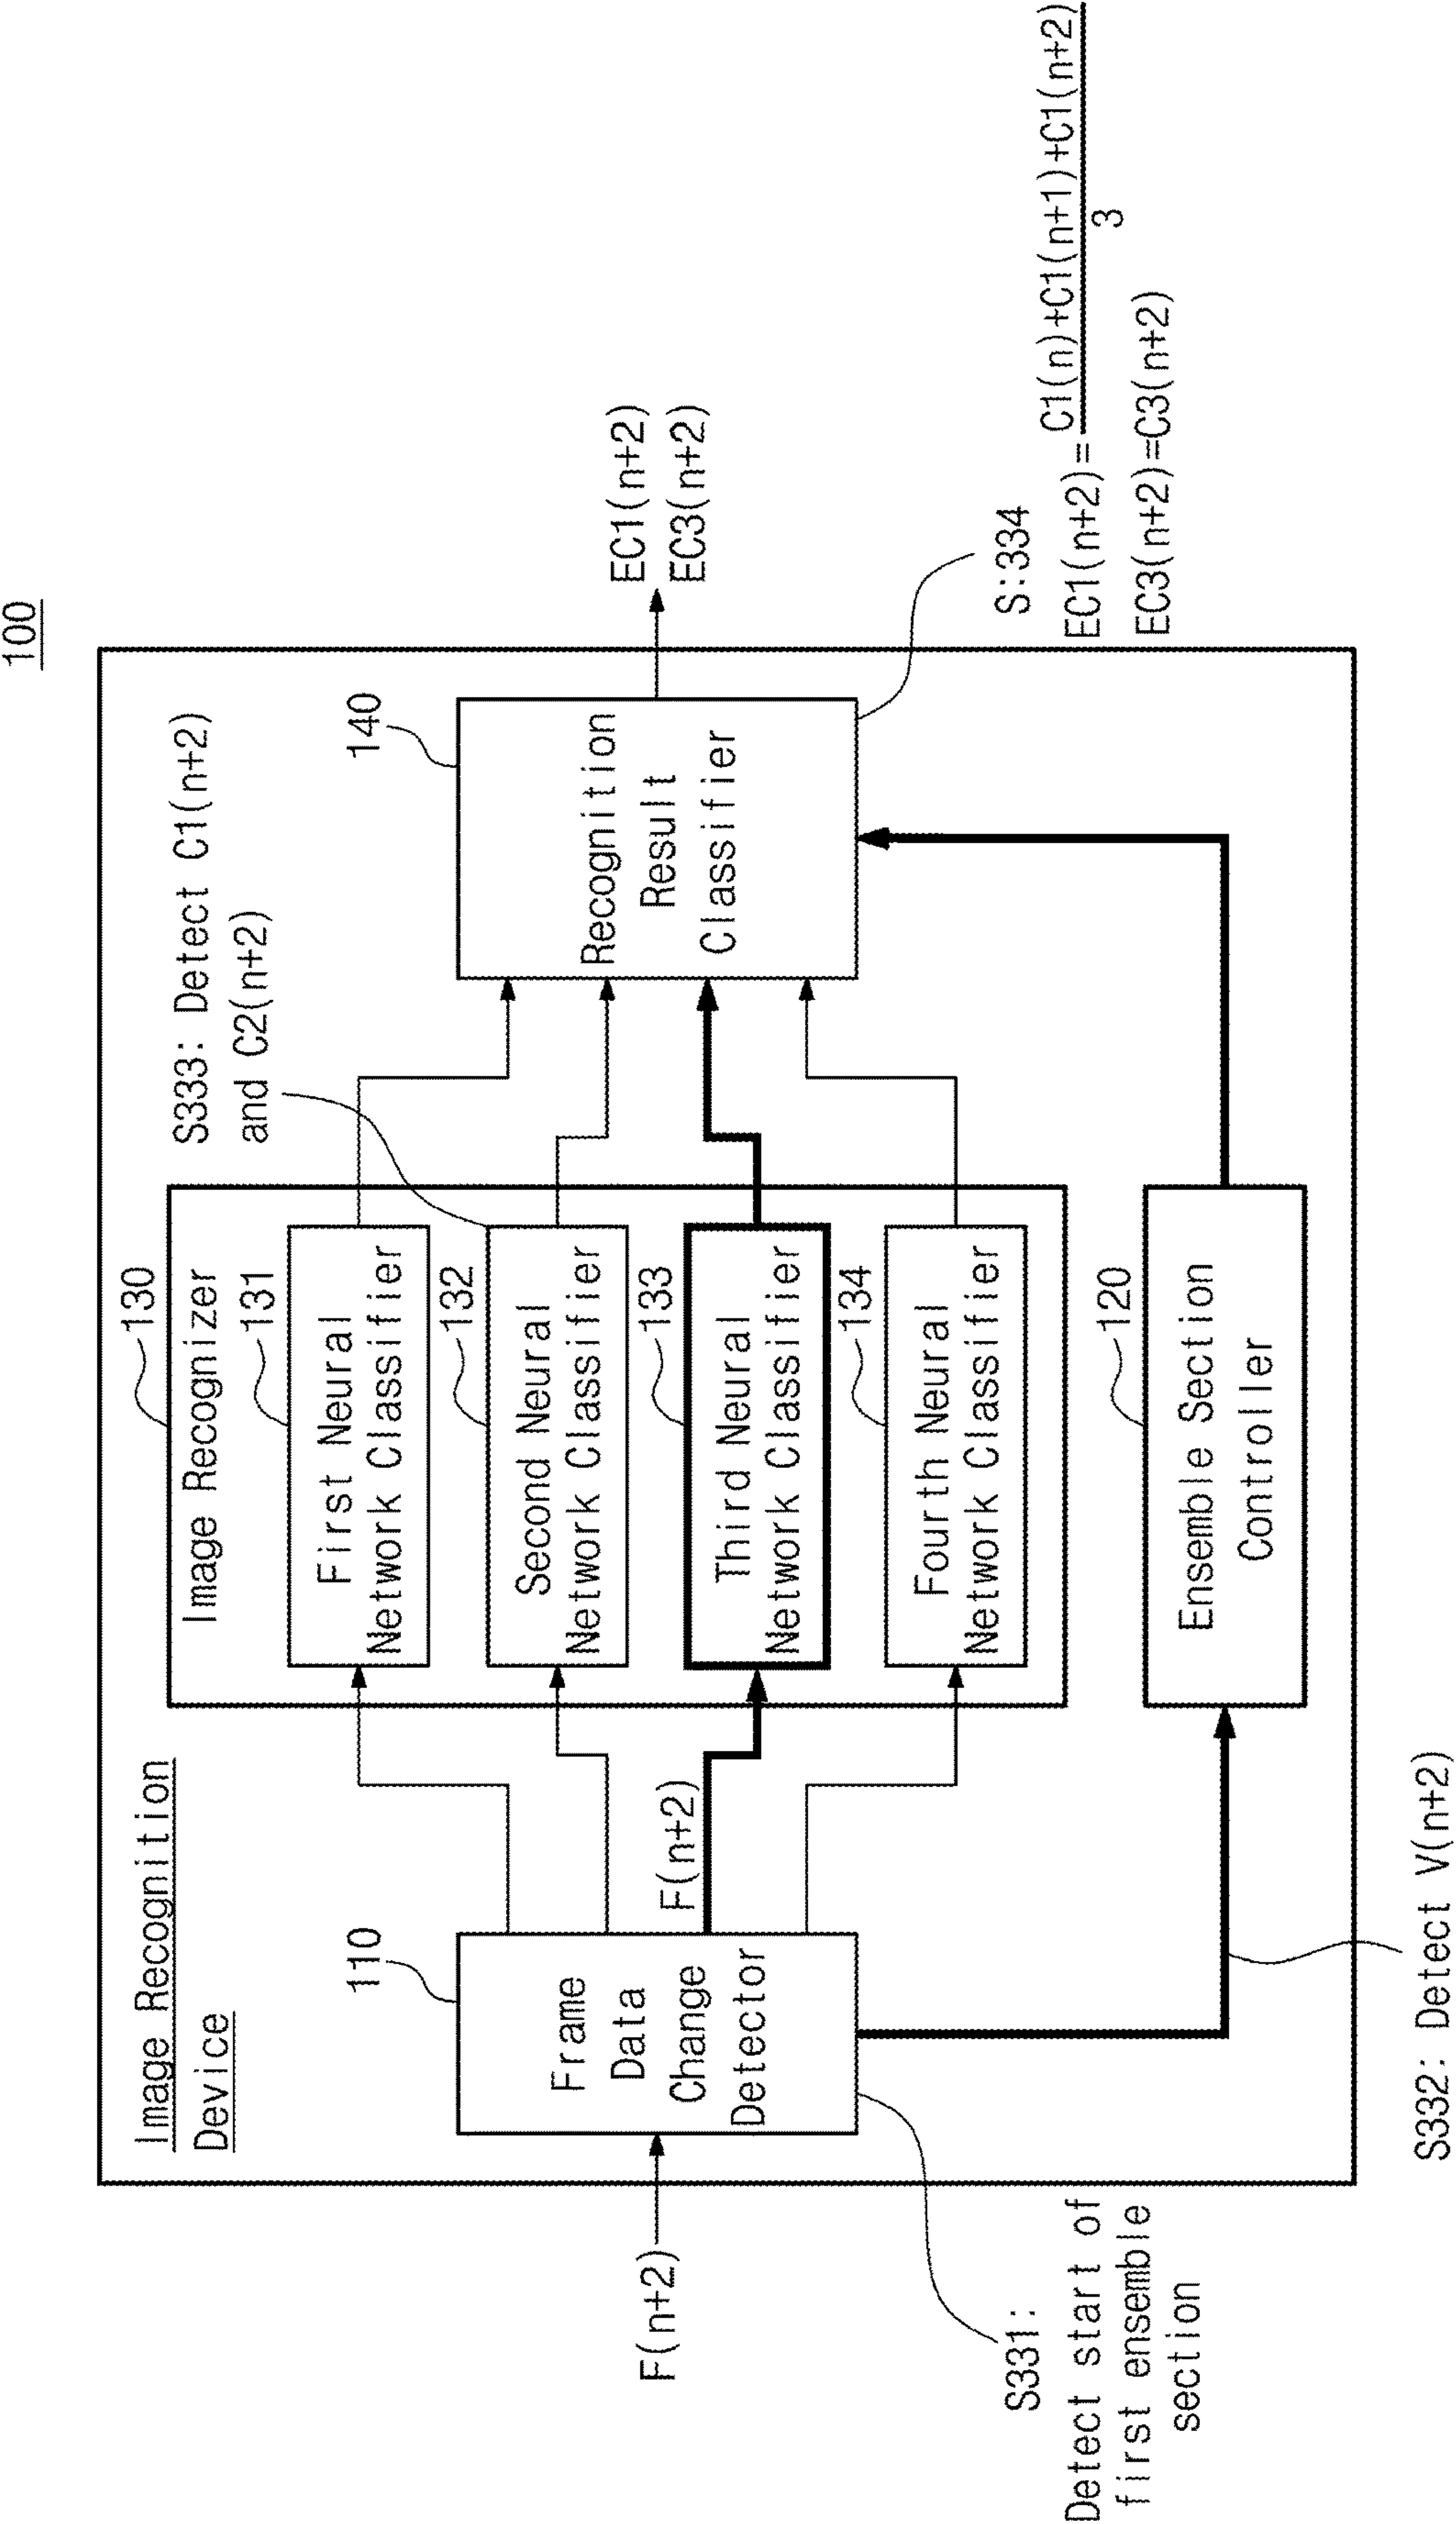 100
Image Recognition
Device
F(n+2)
110
Frame
Data
Change
Detector
S331:
Detect start of
first ensemble
section
F(n+2)
S332: Detect V(n+2)
130
Image Recognizer
131
First Neural
Network Classifier
132
Second Neural
Network Classifier
133
Third Neural
Network Classifier
134
Fourth Neural
Network Classifier
120
Ensemble Section
Controller
S333: Detect C1(n+2)
and C2(n+2)
140
Recognition
Result
Classifier
EC1(n+2)
EC3(n+2)
S:334
EC1(n+2)=C1(n)+C1(n+1)+C1(n+2)
3
EC3(n+2)=C3(n+2)